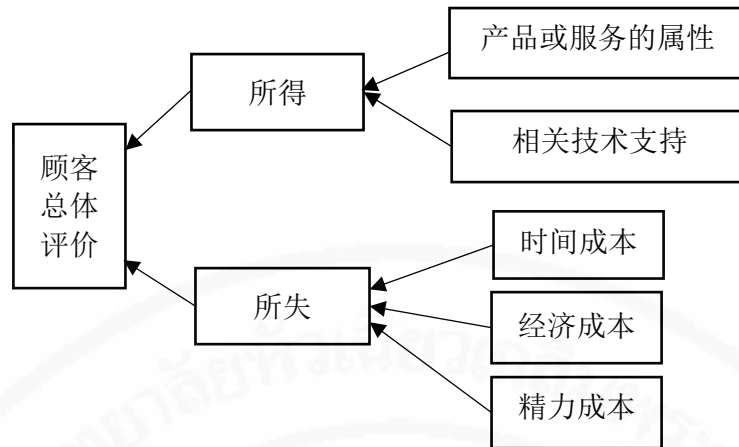 产品或服务的属性
所得
相关技术支持
顾客
总体
评价
时间成本
所失
经济成本
精力成本